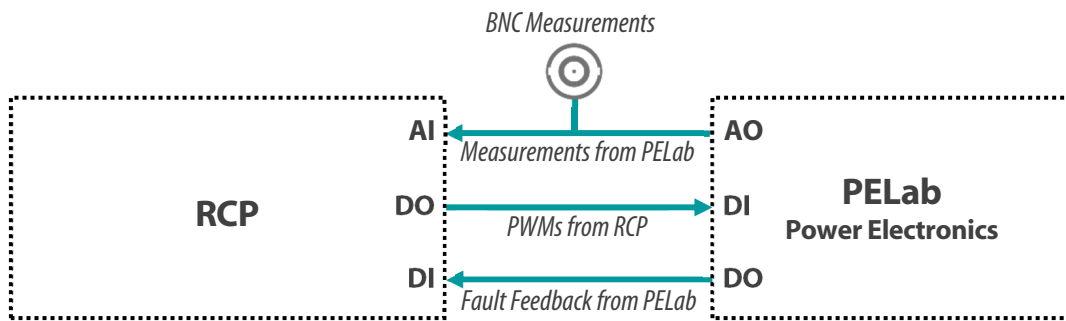 BNC Measurements
AI
AO
Measurements from PELab
RCP
DO
DI
PWMs from RCP
PELab
Power Electronics
DI
DO
Fault Feedback from PELab